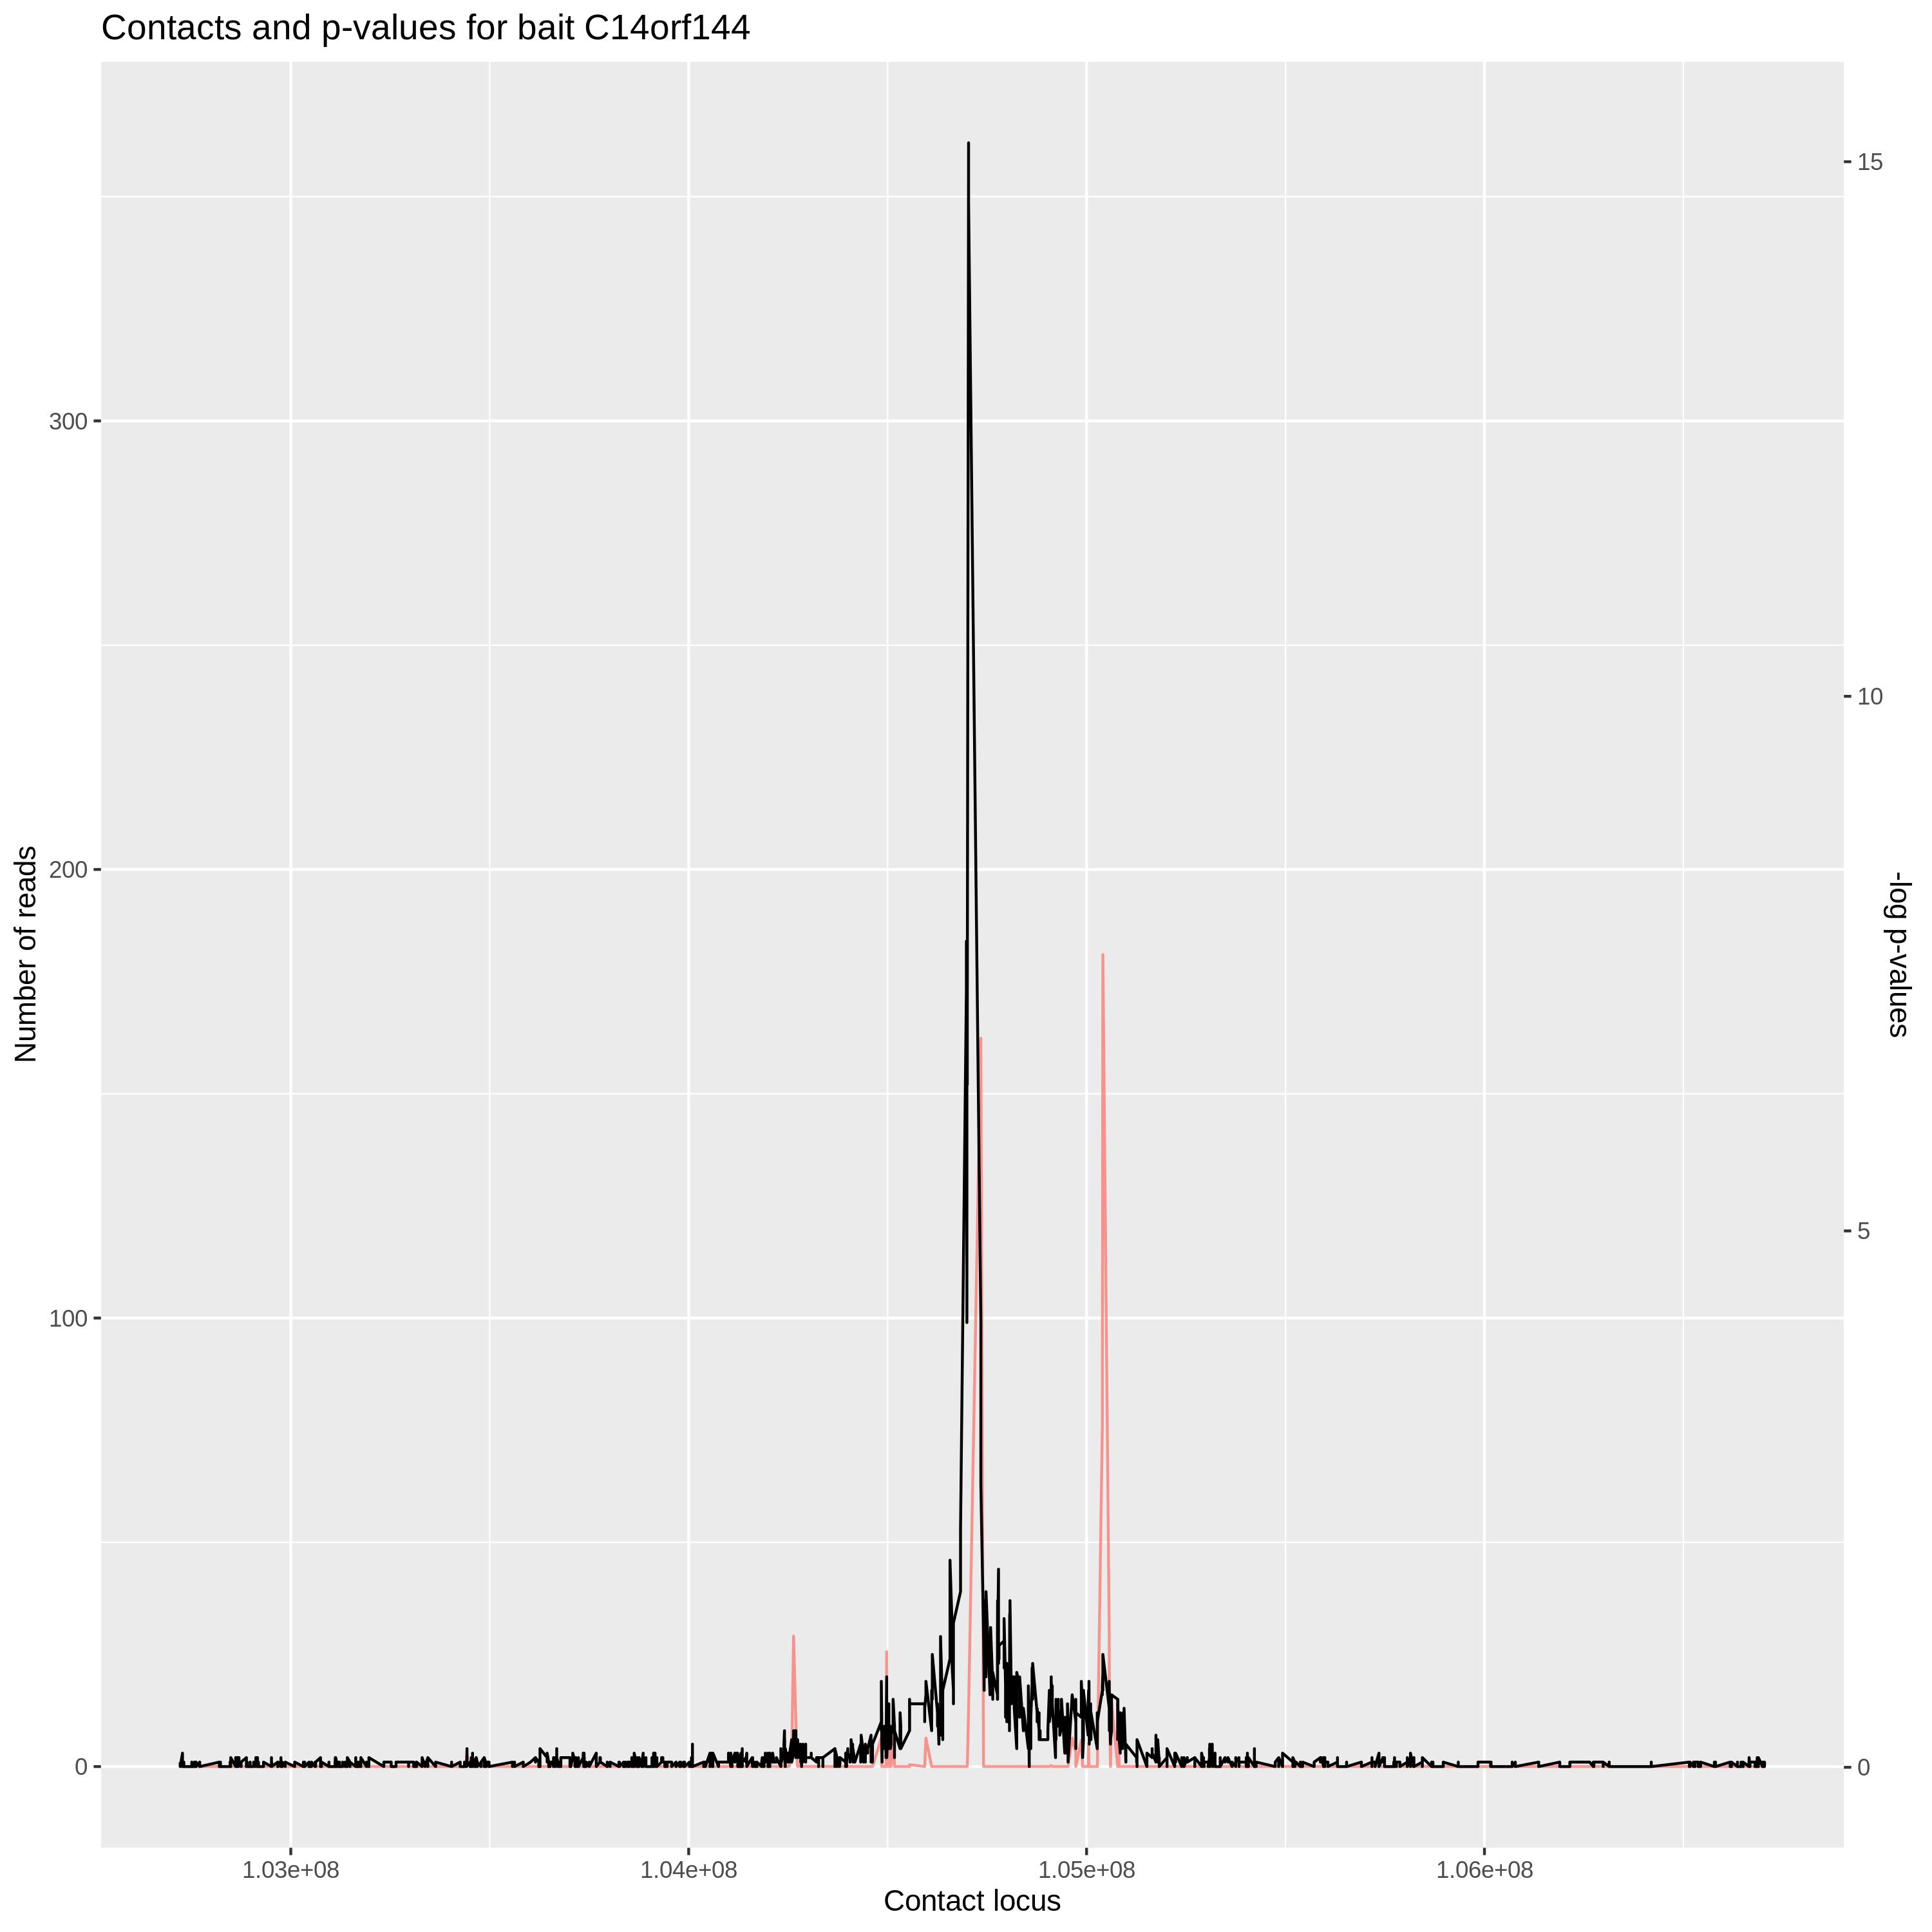 Contacts and p-values for bait C14orf144
300
200
100
0
Number of reads
15
10
5
0
-log p-values
1.03e+08
1.04e+08
1.05e+08
1.06e+08
Contact locus